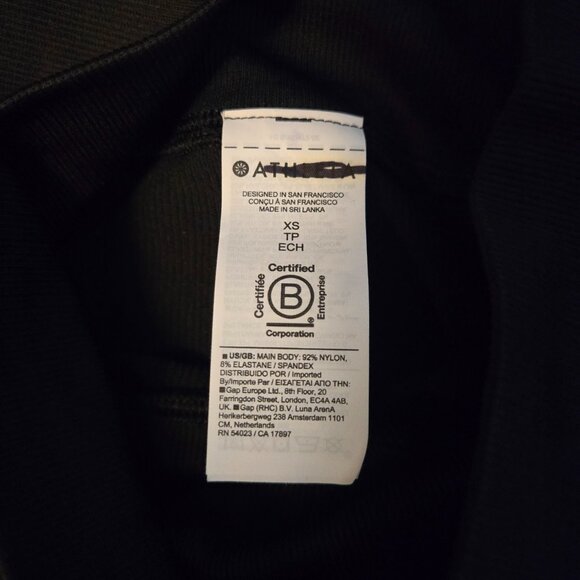 ATHLETA
DESIGNED IN SAN FRANCISCO
CONÇU À SAN FRANCISCO
MADE IN SRI LANKA
XS
TP
ECH
Certified
Certifiée
B
Entreprise
®
Corporation
US/GB: MAIN BODY: 92% NYLON,
8% ELASTANE / SPANDEX
DISTRIBUIDO POR / Imported
By/Importe Par / ΕΙΣΑΓΕΤΑΙ ΑΠΟ ΤΗΝ:
Gap Europe Ltd., 8th Floor, 20
Farringdon Street, London, EC4A 4AB,
UK. Gap (RHC) B.V. Luna ArenA
Herikerbergweg 238 Amsterdam 1101
CM, Netherlands
RN 54023 / CA 17897